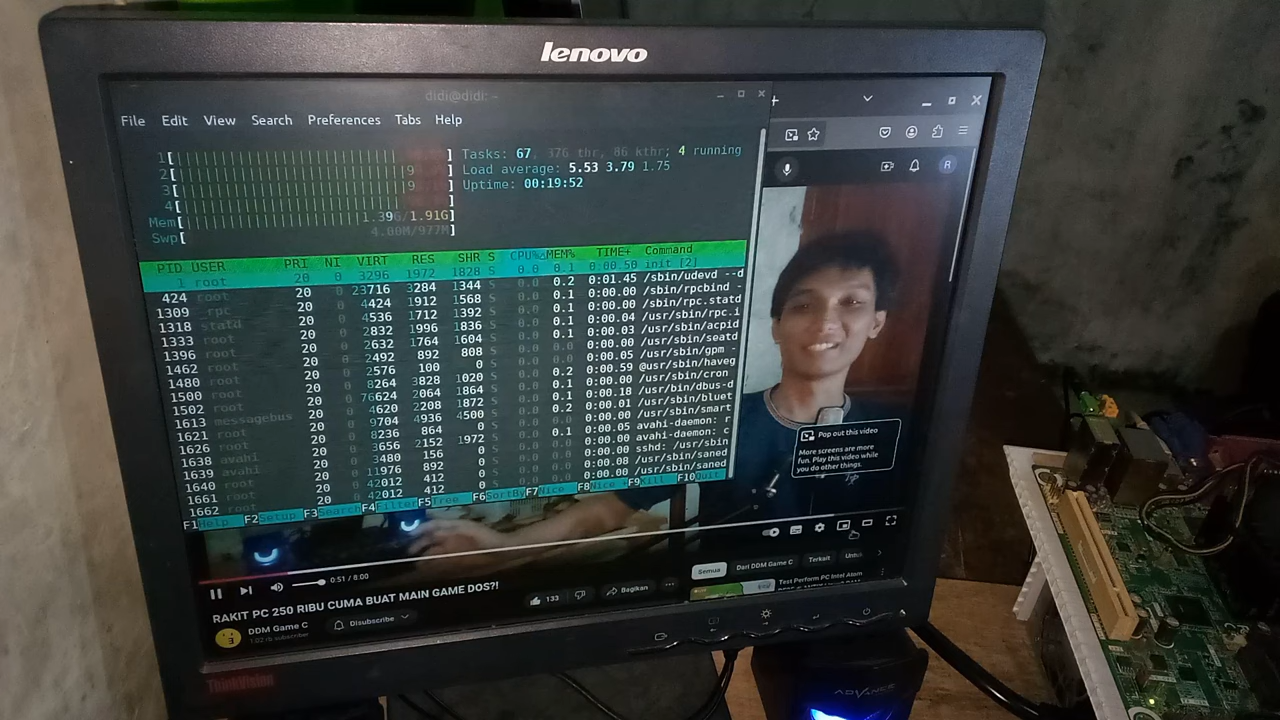 lenovo
didi@didi: ~
File Edit View Search Preferences Tabs Help
1[ ] Tasks: 67, 376 thr, 86 kthr; 4 running
2[ ] Load average: 5.53 3.79 1.75
3[ ] Uptime: 00:19:52
4[ ]
Mem[ 1.39G/1.91G]
Swp[ 4.00M/977M]
PID USER PRI NI VIRT RES SHR S CPU% MEM% TIME+ Command
1 root 20 0 3296 1972 1828 S 0.0 0.1 0:00.50 init [2]
424 root 20 0 23716 3284 1344 S 0.0 0.2 0:01.45 /sbin/udevd --d
1309 _rpc 20 0 4424 1912 1568 S 0.0 0.1 0:00.00 /sbin/rpcbind -
1318 statd 20 0 4536 1712 1392 S 0.0 0.1 0:00.00 /sbin/rpc.statd
1333 root 20 0 2832 1996 1836 S 0.0 0.1 0:00.04 /usr/sbin/rpc.i
1396 root 20 0 2632 1764 1604 S 0.0 0.1 0:00.03 /usr/sbin/acpid
1462 root 20 0 2492 892 808 S 0.0 0:00.00 /usr/sbin/seatd
1480 root 20 0 2576 100 0 S 0.0 0:00.05 /usr/sbin/gpm -
1500 root 20 0 8264 3828 1020 S 0.0 0.2 0:00.59 @usr/sbin/haveg
1502 root 20 0 76624 2064 1864 S 0.0 0.1 0:00.00 /usr/sbin/cron
1613 messagebus 20 0 4620 2208 1872 S 0.0 0.1 0:00.18 /usr/bin/dbus-d
1621 root 20 0 9704 4936 4500 S 0.0 0.2 0:00.01 /usr/sbin/bluet
1626 root 20 0 8236 864 0 S 0.0 0:00.00 /usr/sbin/smart
1638 avahi 20 0 3656 2152 1972 S 0.0 0.1 0:00.05 avahi-daemon: r
1639 avahi 20 0 3480 156 0 S 0.0 0:00.00 avahi-daemon: c
1640 root 20 0 11976 892 0 S 0.0 0:00.00 sshd: /usr/sbin
1661 root 20 0 42012 412 0 S 0.0 0:00.08 /usr/sbin/saned
1662 root 20 0 42012 412 0 S 0.0 0:00.00 /usr/sbin/saned
F1Help F2Setup F3Search F4Filter F5Tree F6SortBy F7Nice - F8Nice + F9Kill F10Quit
R
Pop out this video
More screens are more
fun. Play this video while
you do other things.
0:51 / 8:00
RAKIT PC 250 RIBU CUMA BUAT MAIN GAME DOS?!
DDM Game C
1.02 rb subscriber
Disubscribe
133
Bagikan
Semua Dari DDM Game C Terkait Untu
Test Perform PC Intel Atom
ThinkVision
ADVANCE